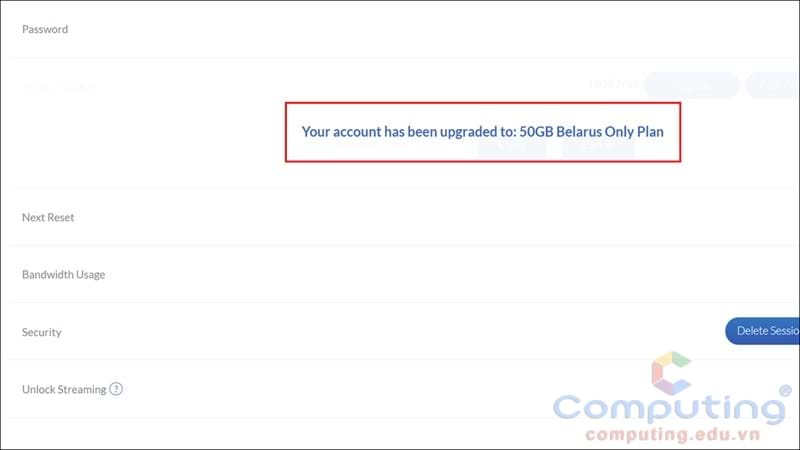 Password
10GB Free
Your account has been upgraded to: 50GB Belarus Only Plan
Cancel
Next Reset
Bandwidth Usage
Security
Delete Sessio
Unlock Streaming ?
Computing®
computing.edu.vn